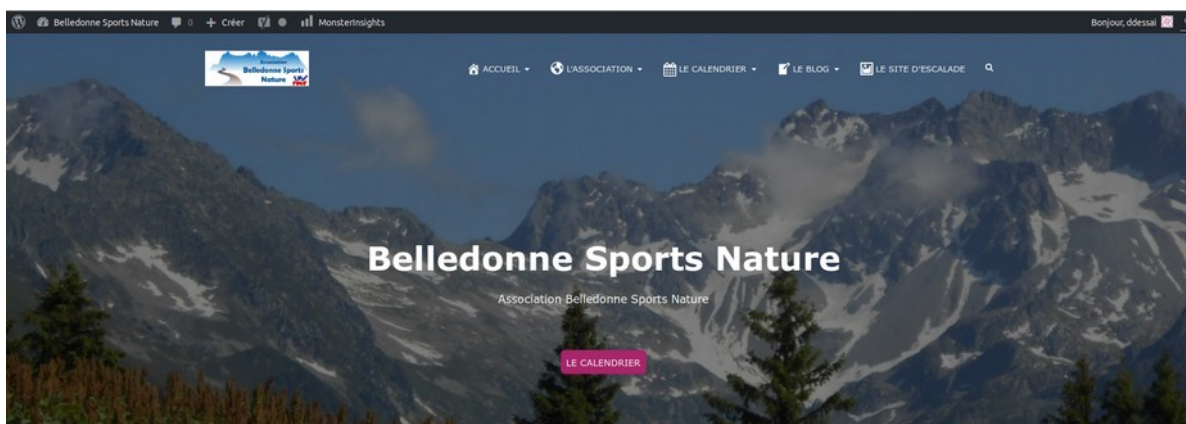 Belledonne Sports Nature 0 + Créer MonsterInsights Bonjour, ddessai
Association
Belledonne Sports
Nature
ACCUEIL L'ASSOCIATION LE CALENDRIER LE BLOG LE SITE D'ESCALADE
Belledonne Sports Nature
Association Belledonne Sports Nature
LE CALENDRIER